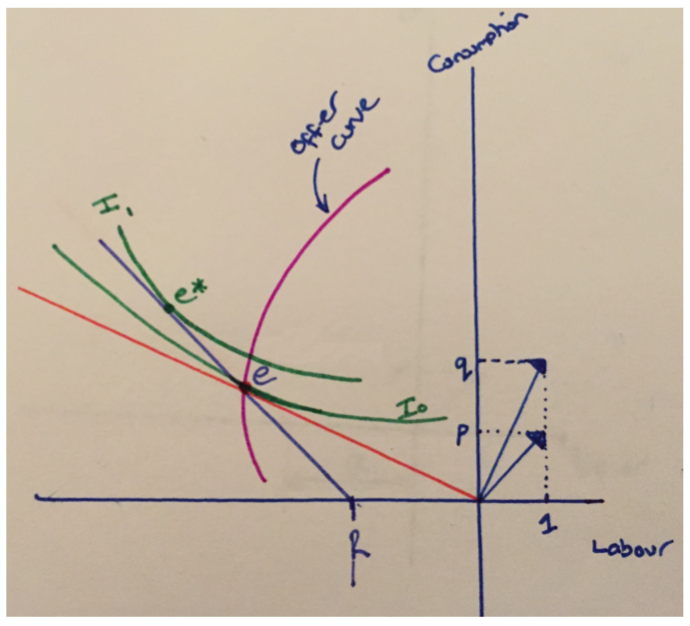 Consumption
offer
curve
I₁
e*
e
I₀
q
p
1
R
Labour